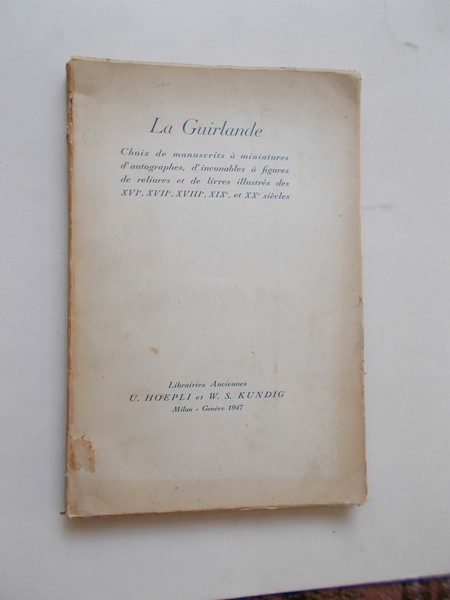 La Guirlande
Choix de manuscrits à miniatures
d'autographes, d'incunables à figures
de reliures et de livres illustrés des
XVIe, XVIIe, XVIIIe, XIXe, et XXe siècles
Librairies Anciennes
U. HŒPLI et W. S. KUNDIG
Milan - Genève 1947